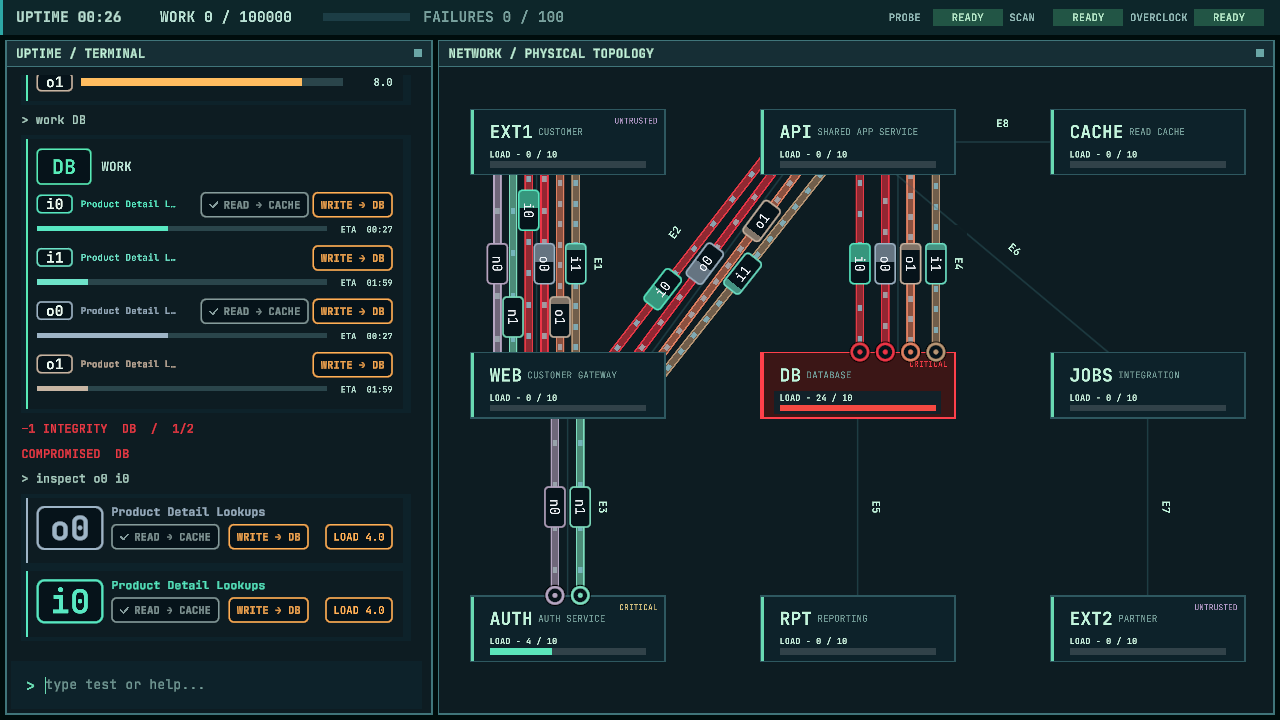 UPTIME 00:26 WORK 0 / 100000 FAILURES 0 / 100 PROBE READY SCAN READY OVERCLOCK READY
UPTIME / TERMINAL
o1 8.0
> work DB
DB WORK
i0 Product Detail L… ✓ READ → CACHE WRITE → DB
ETA 00:27
i1 Product Detail L… WRITE → DB
ETA 01:59
o0 Product Detail L… ✓ READ → CACHE WRITE → DB
ETA 00:27
o1 Product Detail L… WRITE → DB
ETA 01:59
−1 INTEGRITY DB / 1/2
COMPROMISED DB
> inspect o0 i0
o0 Product Detail Lookups
✓ READ → CACHE WRITE → DB LOAD 4.0
i0 Product Detail Lookups
✓ READ → CACHE WRITE → DB LOAD 4.0
> type test or help...
NETWORK / PHYSICAL TOPOLOGY
EXT1 CUSTOMER UNTRUSTED
LOAD - 0 / 10
API SHARED APP SERVICE
LOAD - 0 / 10
E8
CACHE READ CACHE
LOAD - 0 / 10
n0 n1 i0 o0 o1 i1 E1
E2 i0 o0 o1 i1
i0 o0 o1 i1 E4
E6
WEB CUSTOMER GATEWAY
LOAD - 0 / 10
DB DATABASE CRITICAL
LOAD - 24 / 10
JOBS INTEGRATION
LOAD - 0 / 10
n0 n1 E3
E5
E7
AUTH AUTH SERVICE CRITICAL
LOAD - 4 / 10
RPT REPORTING
LOAD - 0 / 10
EXT2 PARTNER UNTRUSTED
LOAD - 0 / 10